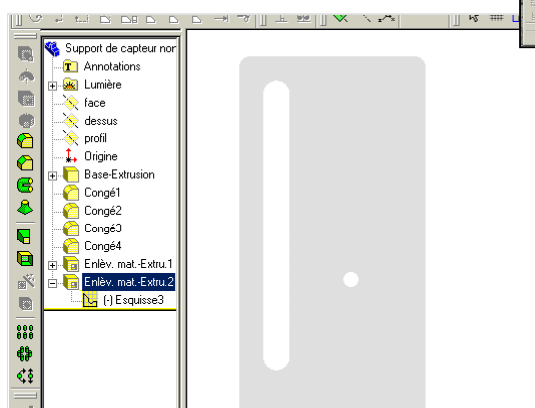 Support de capteur nor
Annotations
Lumière
face
dessus
profil
Origine
Base-Extrusion
Congé1
Congé2
Congé3
Congé4
Enlèv. mat.-Extru.1
Enlèv. mat.-Extru.2
(-) Esquisse3